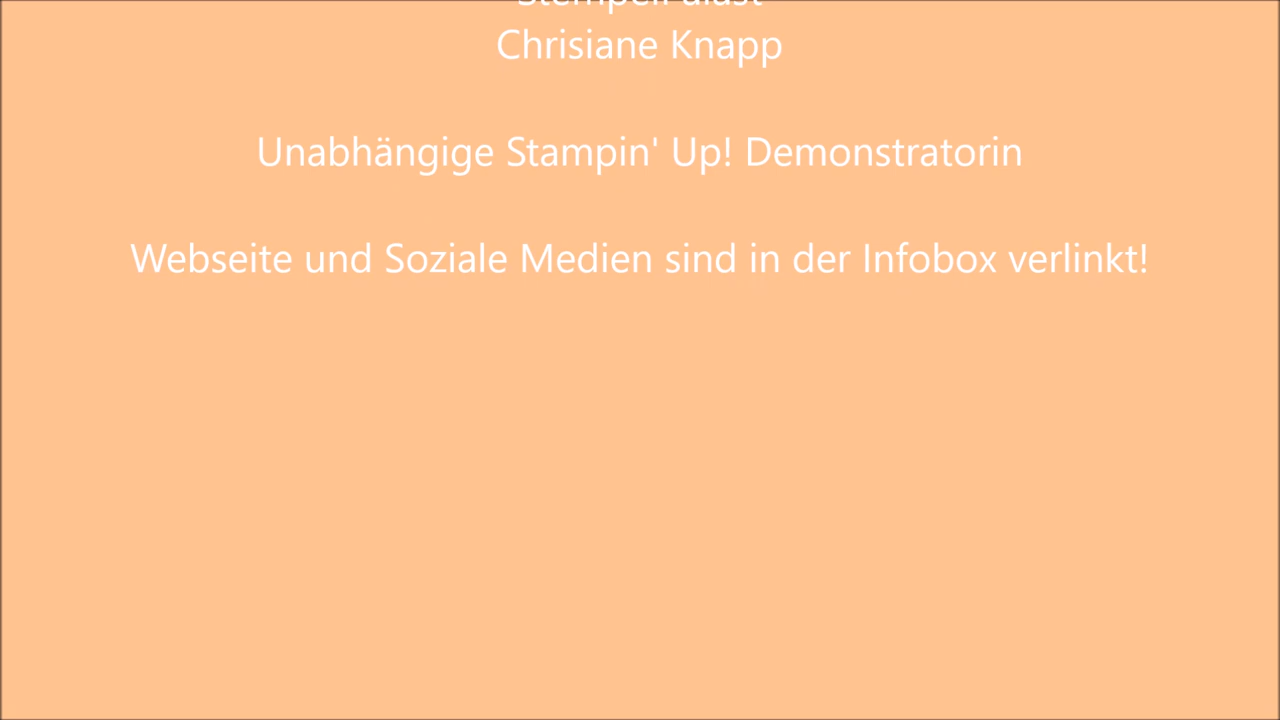 Chrisiane Knapp
Unabhängige Stampin' Up! Demonstratorin
Webseite und Soziale Medien sind in der Infobox verlinkt!